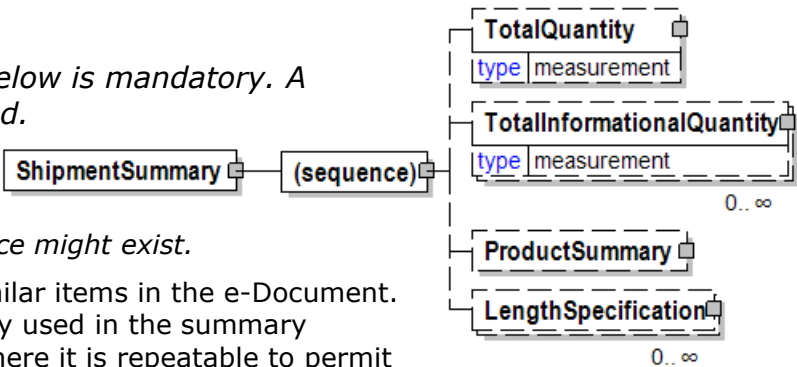 elow is mandatory. A
d.
ce might exist.
ilar items in the e-Document.
y used in the summary
here it is repeatable to permit
ShipmentSummary
(sequence)
TotalQuantity
type measurement
TotalInformationalQuantity
type measurement
0.. ∞
ProductSummary
LengthSpecification
0.. ∞